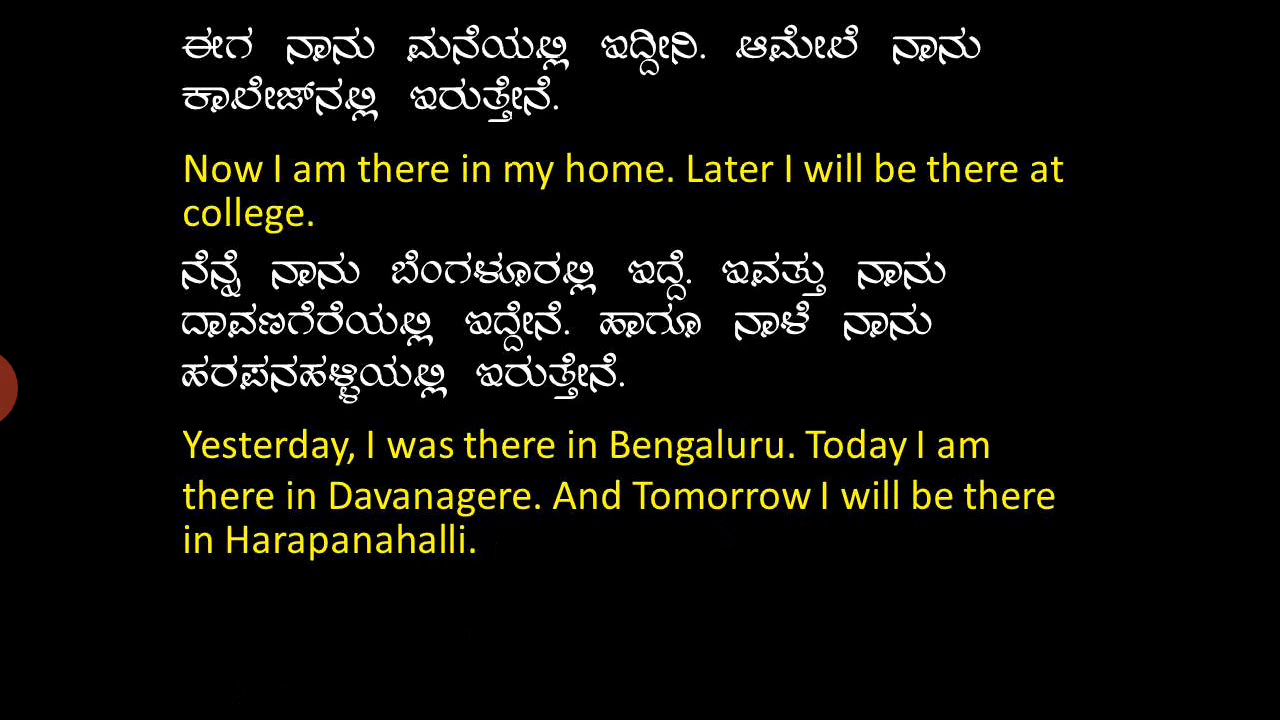 ಈಗ ನಾನು ಮನೆಯಲ್ಲಿ ಇದ್ದೀನಿ. ಆಮೇಲೆ ನಾನು
ಕಾಲೇಜ್‌ನಲ್ಲಿ ಇರುತ್ತೇನೆ.
Now I am there in my home. Later I will be there at
college.
ನೆನ್ನೆ ನಾನು ಬೆಂಗಳೂರಲ್ಲಿ ಇದ್ದೆ. ಇವತ್ತು ನಾನು
ದಾವಣಗೆರೆಯಲ್ಲಿ ಇದ್ದೇನೆ. ಹಾಗೂ ನಾಳೆ ನಾನು
ಹರಪನಹಳ್ಳಿಯಲ್ಲಿ ಇರುತ್ತೇನೆ.
Yesterday, I was there in Bengaluru. Today I am
there in Davanagere. And Tomorrow I will be there
in Harapanahalli.